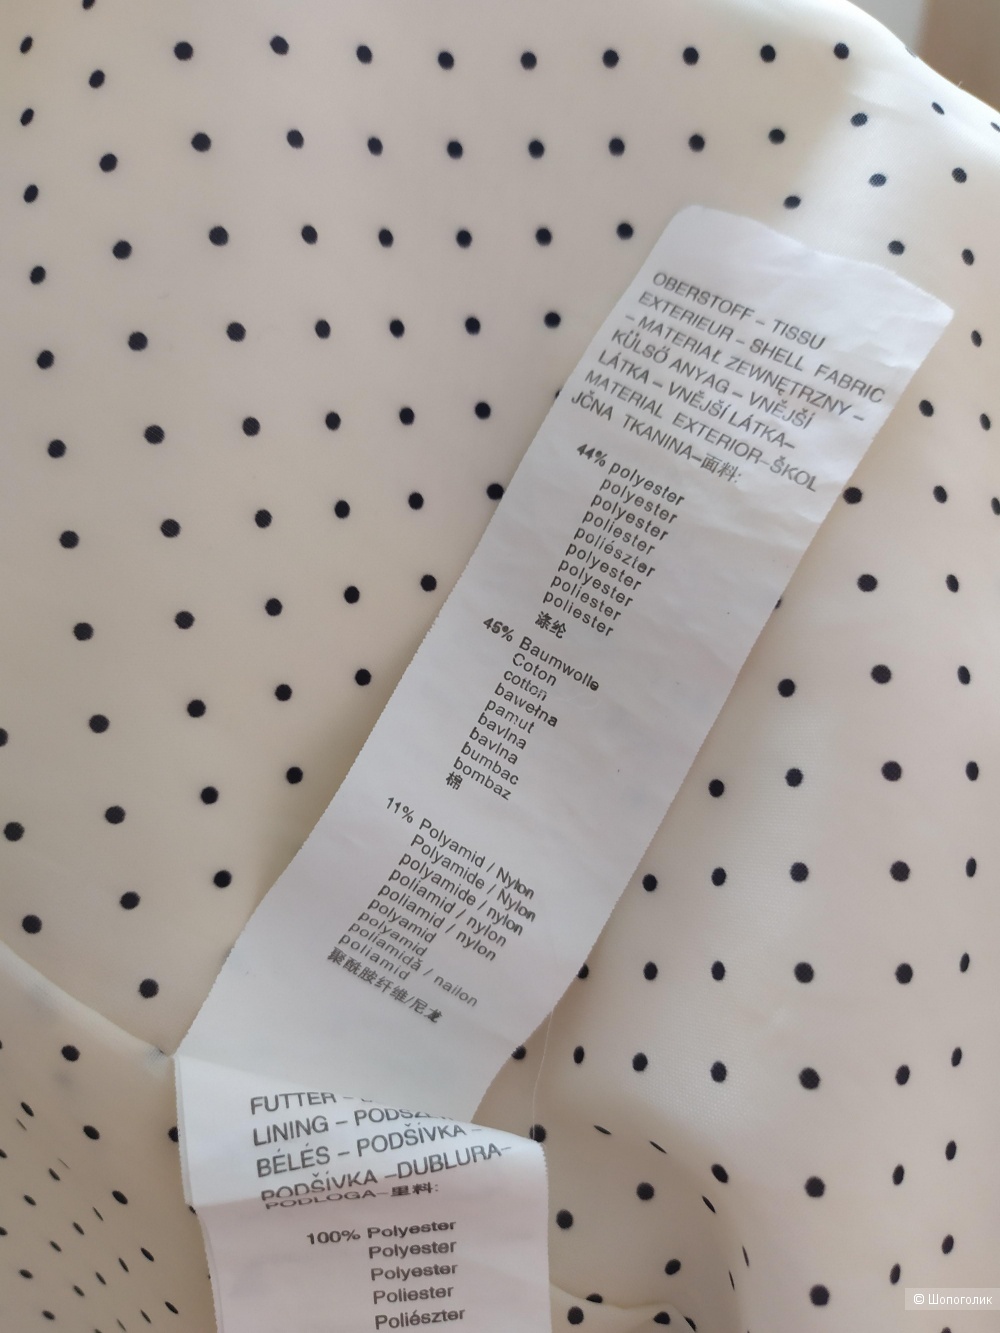 OBERSTOFF - TISSU
EXTERIEUR - SHELL FABRIC
- MATERIAŁ ZEWNĘTRZNY -
KÜLSŐ ANYAG - VNĚJŠÍ
LÁTKA - VNĚJŠÍ LÁTKA-
MATERIAL EXTERIOR-ŠKOL
JČNA TKANINA-面料:
44% polyester
polyester
polyester
poliester
poliészter
polyester
polyester
poliester
poliester
涤纶
45% Baumwolle
Coton
cotton
bawełna
pamut
bavlna
bavlna
bumbac
bombaz
棉
11% Polyamid / Nylon
Polyamide / Nylon
polyamide / nylon
poliamid / nylon
poliamid / nylon
polyamid
polyamid
poliamidă / nailon
poliamid
聚酰胺纤维/尼龙
FUTTER -
LINING - PODSZ
BÉLÉS - PODŠÍVKA -
PODŠÍVKA -DUBLURA-
PODLOGA-里料:
100% Polyester
Polyester
Polyester
Poliester
Poliészter
© Шопоголик